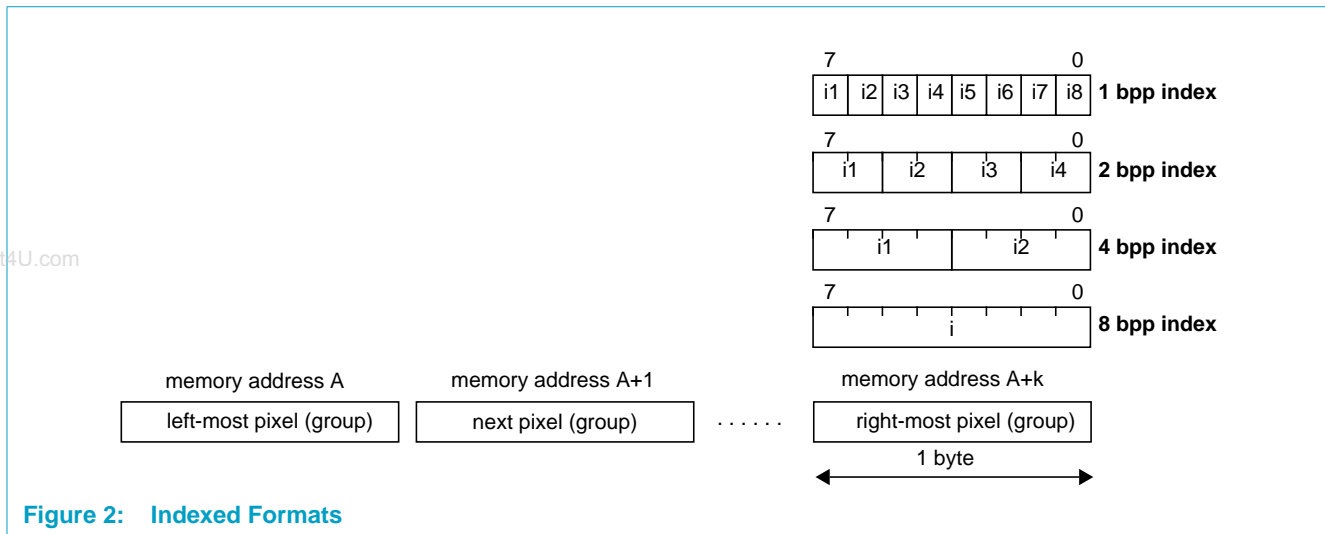 7 0
i1 i2 i3 i4 i5 i6 i7 i8 1 bpp index
7 0
i1 i2 i3 i4 2 bpp index
7 0
i1 i2 4 bpp index
t4U.com
7 0
i 8 bpp index
memory address A memory address A+1 memory address A+k
left-most pixel (group) next pixel (group) . . . . . . right-most pixel (group)
1 byte
Figure 2: Indexed Formats